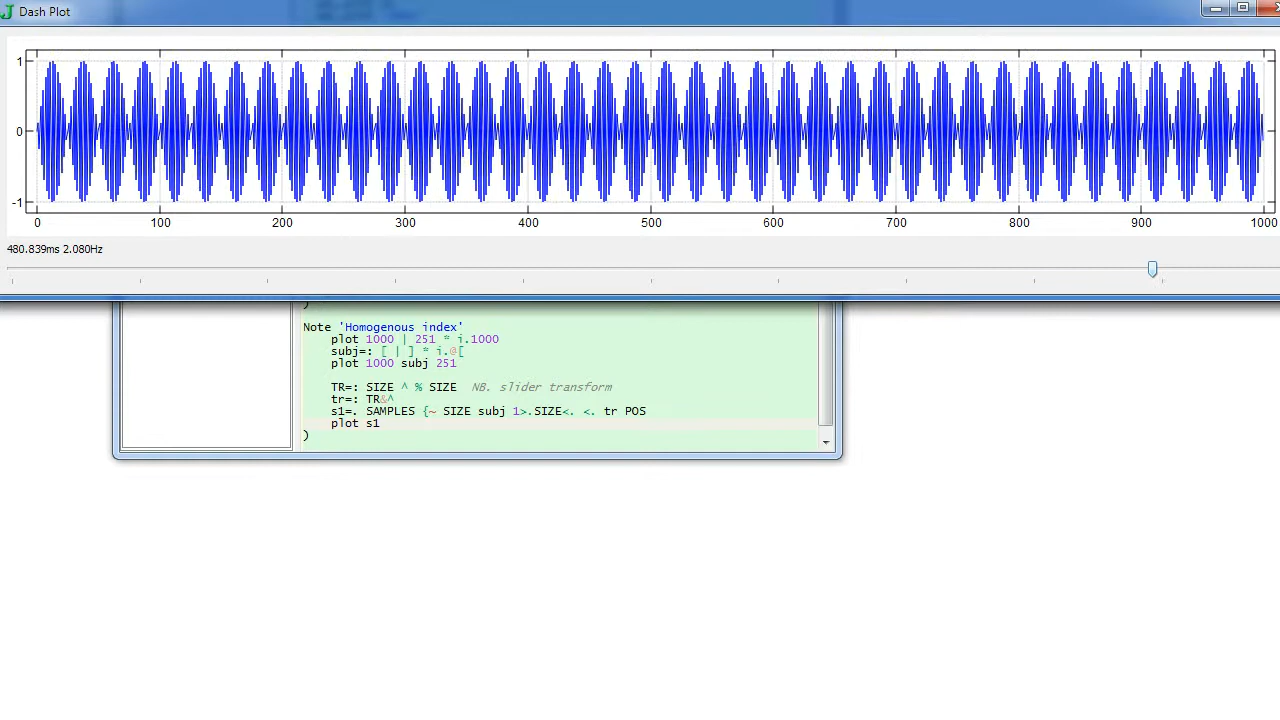 Dash Plot
1
0
-1
0 100 200 300 400 500 600 700 800 900 1000
480.839ms 2.080Hz
)
Note 'Homogenous index'
plot 1000 | 251 * i.1000
subj=: [ | ] * i.@[
plot 1000 subj 251
TR=: SIZE ^ % SIZE  NB. slider transform
tr=: TR&^
s1=. SAMPLES {~ SIZE subj 1>.SIZE<. <. tr POS
plot s1
)